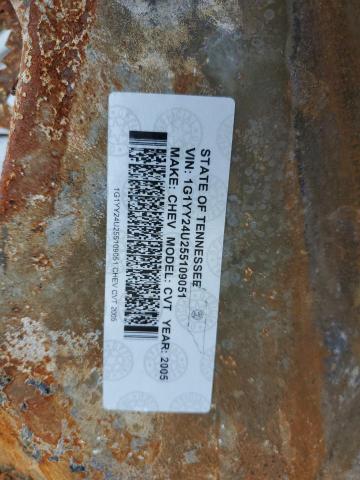 STATE OF TENNESSEE
VIN: 1G1YY24U255109051
MAKE: CHEV MODEL: CVT YEAR: 2005
1G1YY24U255109051 CHEV CVT 2005